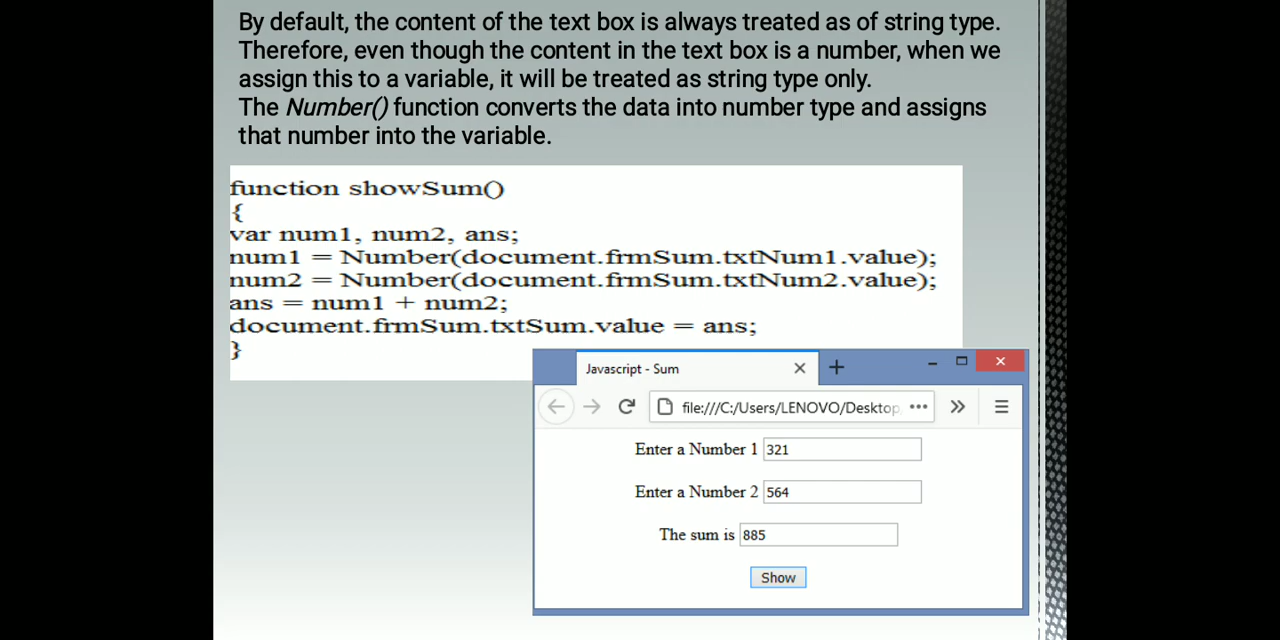 By default, the content of the text box is always treated as of string type.
Therefore, even though the content in the text box is a number, when we
assign this to a variable, it will be treated as string type only.
The Number() function converts the data into number type and assigns
that number into the variable.
function showSum()
{
var num1, num2, ans;
num1 = Number(document.frmSum.txtNum1.value);
num2 = Number(document.frmSum.txtNum2.value);
ans = num1 + num2;
document.frmSum.txtSum.value = ans;
}
Javascript - Sum
file:///C:/Users/LENOVO/Desktop
Enter a Number 1 321
Enter a Number 2 564
The sum is 885
Show